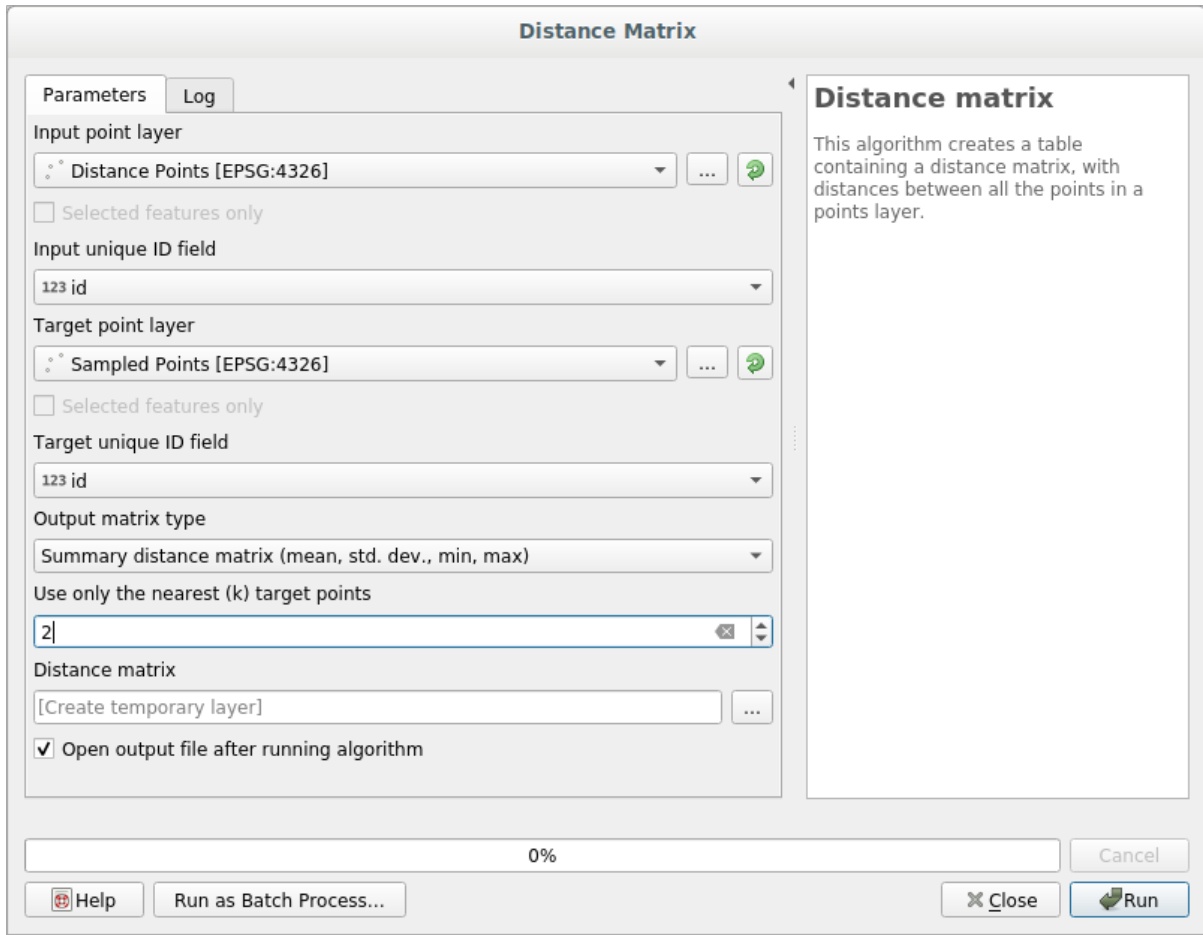 Distance Matrix
Parameters
Log
Input point layer
Distance Points [EPSG:4326]
...
Selected features only
Input unique ID field
123 id
Target point layer
Sampled Points [EPSG:4326]
...
Selected features only
Target unique ID field
123 id
Output matrix type
Summary distance matrix (mean, std. dev., min, max)
Use only the nearest (k) target points
2
Distance matrix
[Create temporary layer]
...
Open output file after running algorithm
Distance matrix
This algorithm creates a table
containing a distance matrix, with
distances between all the points in a
points layer.
0%
Cancel
Help
Run as Batch Process...
Close
Run